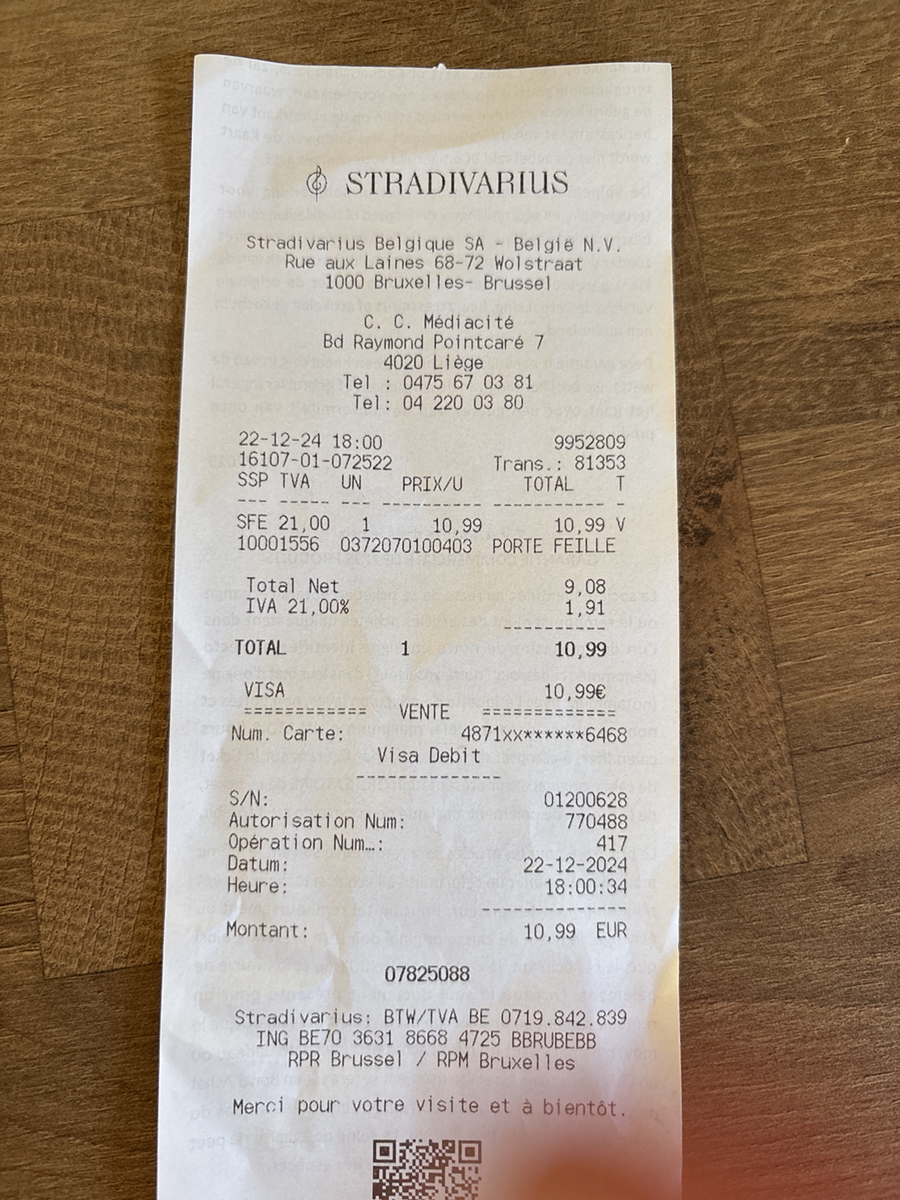 STRADIVARIUS
Stradivarius Belgique SA - België N.V.
Rue aux Laines 68-72 Wolstraat
1000 Bruxelles- Brussel
C. C. Médiacité
Bd Raymond Pointcaré 7
4020 Liège
Tel : 0475 67 03 81
Tel: 04 220 03 80
22-12-24 18:00 9952809
16107-01-072522 Trans.: 81353
SSP TVA UN PRIX/U TOTAL T
--- ----- --- ---------- ---------- -
SFE 21,00 1 10,99 10,99 V
10001556 0372070100403 PORTE FEILLE
Total Net 9,08
IVA 21,00% 1,91
------------
TOTAL 1 10,99
VISA 10,99€
============ VENTE =============
Num. Carte: 4871xx******6468
Visa Debit
--------------
S/N: 01200628
Autorisation Num: 770488
Opération Num…: 417
Datum: 22-12-2024
Heure: 18:00:34
--------------
Montant: 10,99 EUR
07825088
Stradivarius: BTW/TVA BE 0719.842.839
ING BE70 3631 8668 4725 BBRUBEBB
RPR Brussel / RPM Bruxelles
Merci pour votre visite et à bientôt.